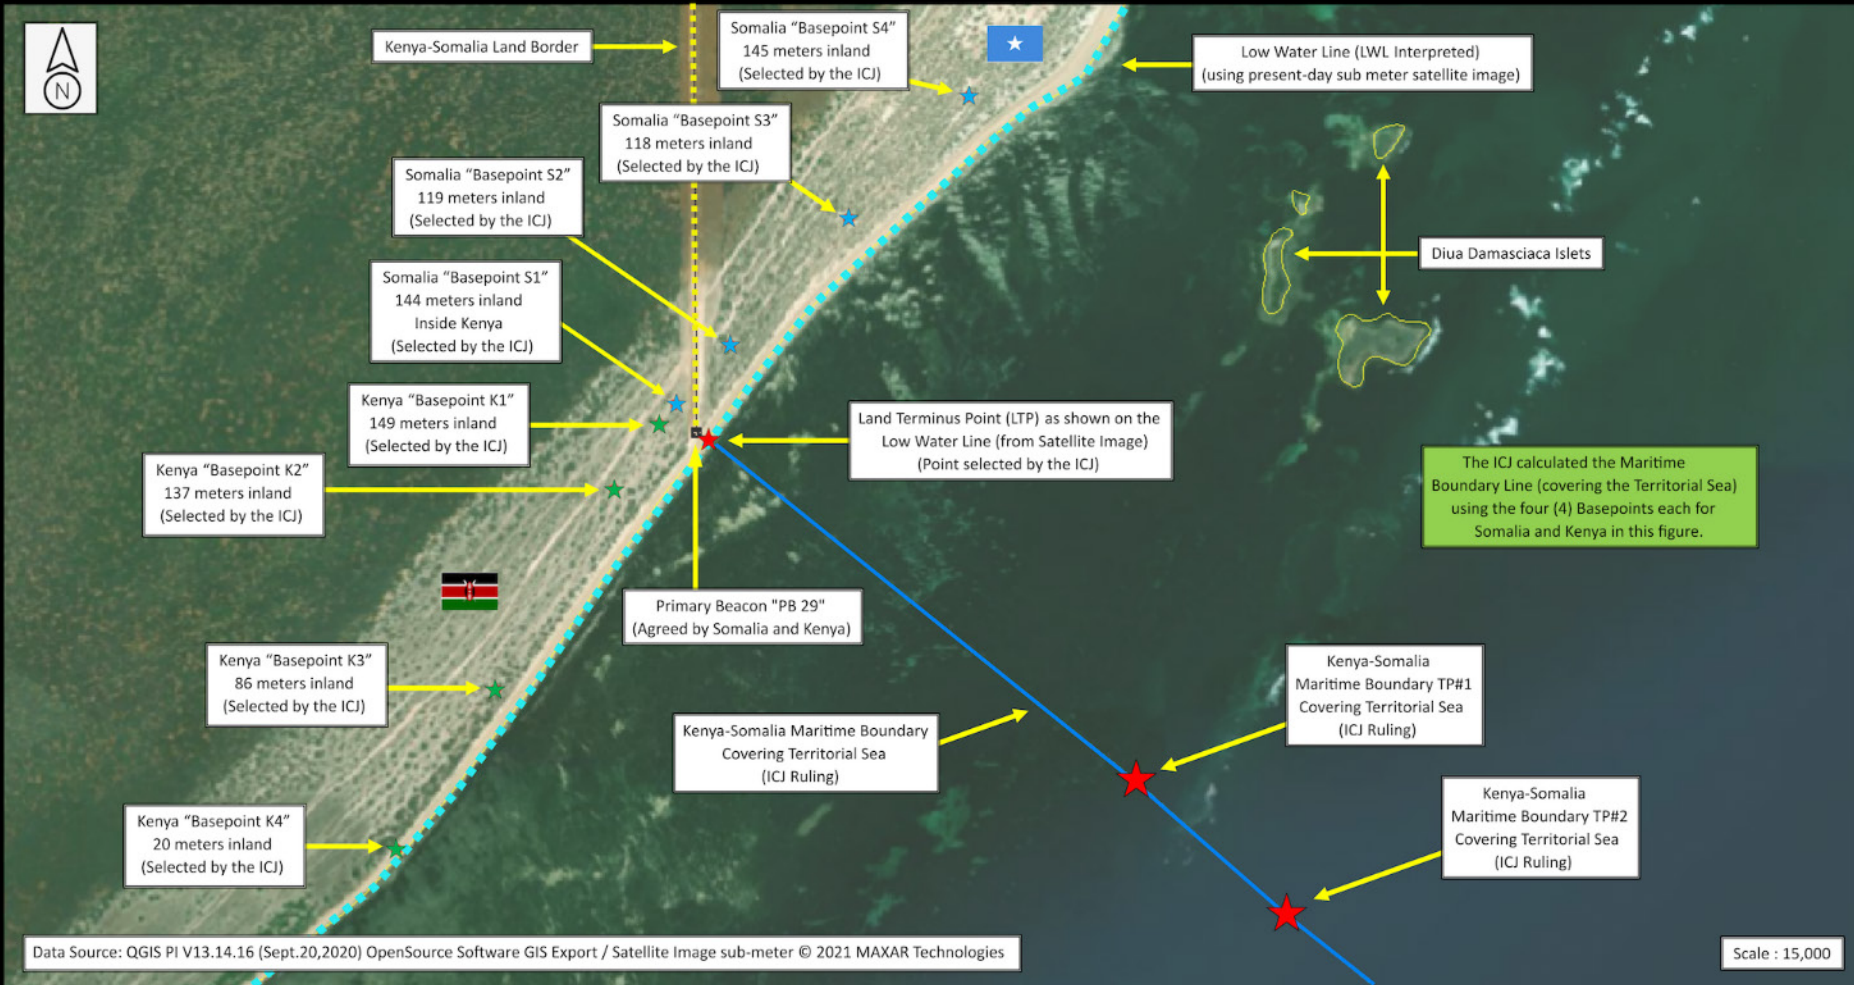 N
Kenya-Somalia Land Border
Somalia “Basepoint S4”
145 meters inland
(Selected by the ICJ)
Low Water Line (LWL Interpreted)
(using present-day sub meter satellite image)
Somalia “Basepoint S3”
118 meters inland
(Selected by the ICJ)
Somalia “Basepoint S2”
119 meters inland
(Selected by the ICJ)
Diua Damasciaca Islets
Somalia “Basepoint S1”
144 meters inland
Inside Kenya
(Selected by the ICJ)
Kenya “Basepoint K1”
149 meters inland
(Selected by the ICJ)
Land Terminus Point (LTP) as shown on the
Low Water Line (from Satellite Image)
(Point selected by the ICJ)
Kenya “Basepoint K2”
137 meters inland
(Selected by the ICJ)
The ICJ calculated the Maritime
Boundary Line (covering the Territorial Sea)
using the four (4) Basepoints each for
Somalia and Kenya in this figure.
Primary Beacon "PB 29"
(Agreed by Somalia and Kenya)
Kenya “Basepoint K3”
86 meters inland
(Selected by the ICJ)
Kenya-Somalia
Maritime Boundary TP#1
Covering Territorial Sea
(ICJ Ruling)
Kenya-Somalia Maritime Boundary
Covering Territorial Sea
(ICJ Ruling)
Kenya-Somalia
Maritime Boundary TP#2
Covering Territorial Sea
(ICJ Ruling)
Kenya “Basepoint K4”
20 meters inland
(Selected by the ICJ)
Data Source: QGIS PI V13.14.16 (Sept.20,2020) OpenSource Software GIS Export / Satellite Image sub-meter © 2021 MAXAR Technologies
Scale : 15,000